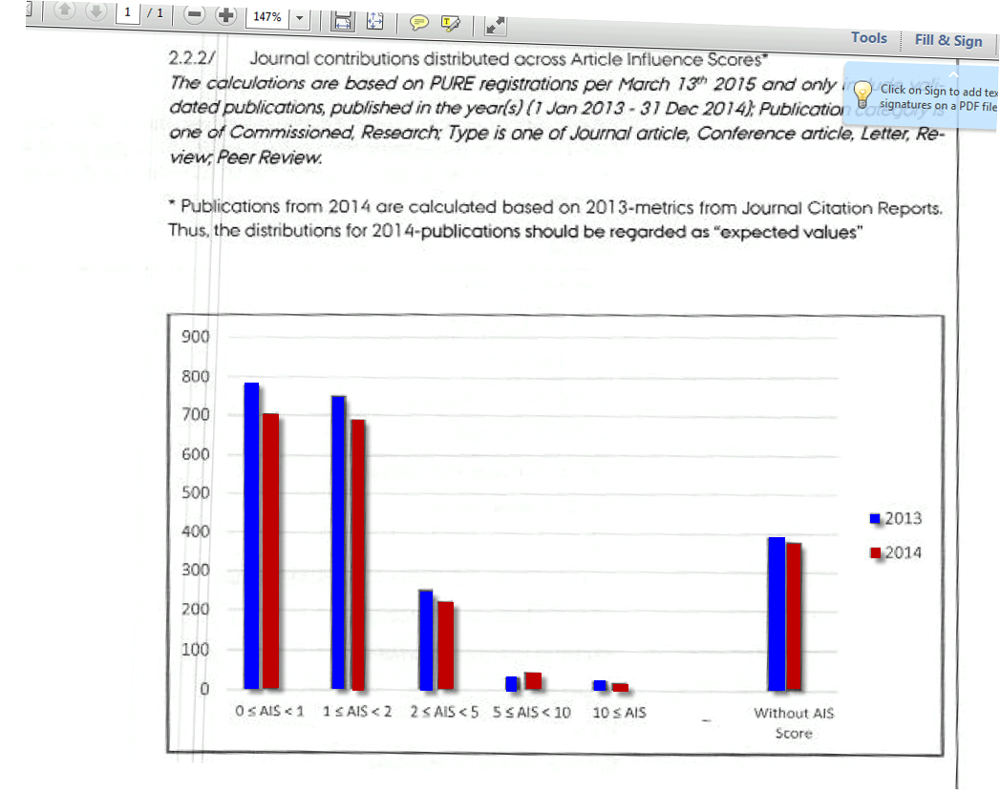 1 / 1
147%
Tools
Fill & Sign
Click on Sign to add tex
signatures on a PDF file
2.2.2/ Journal contributions distributed across Article Influence Scores*
The calculations are based on PURE registrations per March 13th 2015 and only include vali-
dated publications, published in the year(s) (1 Jan 2013 - 31 Dec 2014); Publication category is
one of Commissioned, Research; Type is one of Journal article, Conference article, Letter, Re-
view, Peer Review.
* Publications from 2014 are calculated based on 2013-metrics from Journal Citation Reports.
Thus, the distributions for 2014-publications should be regarded as “expected values”
900
800
700
600
500
400
300
200
100
0
2013
2014
0 ≤ AIS < 1
1 ≤ AIS < 2
2 ≤ AIS < 5
5 ≤ AIS < 10
10 ≤ AIS
Without AIS
Score